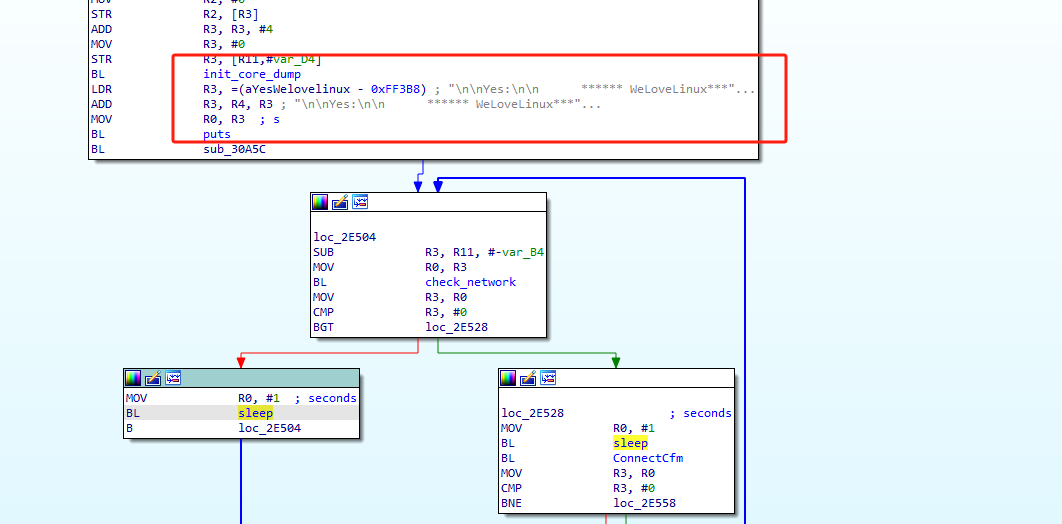 STR R2, [R3]
ADD R3, R3, #4
MOV R3, #0
STR R3, [R11,#var_D4]
BL init_core_dump
LDR R3, =(aYesWelovelinux - 0xFF3B8) ; "\n\nYes:\n\n      ****** WeLoveLinux***"...
ADD R3, R4, R3 ; "\n\nYes:\n\n      ****** WeLoveLinux***"...
MOV R0, R3 ; s
BL puts
BL sub_30A5C
loc_2E504
SUB R3, R11, #-var_B4
MOV R0, R3
BL check_network
MOV R3, R0
CMP R3, #0
BGT loc_2E528
MOV R0, #1 ; seconds
BL sleep
B loc_2E504
loc_2E528 ; seconds
MOV R0, #1
BL sleep
BL ConnectCfm
MOV R3, R0
CMP R3, #0
BNE loc_2E558